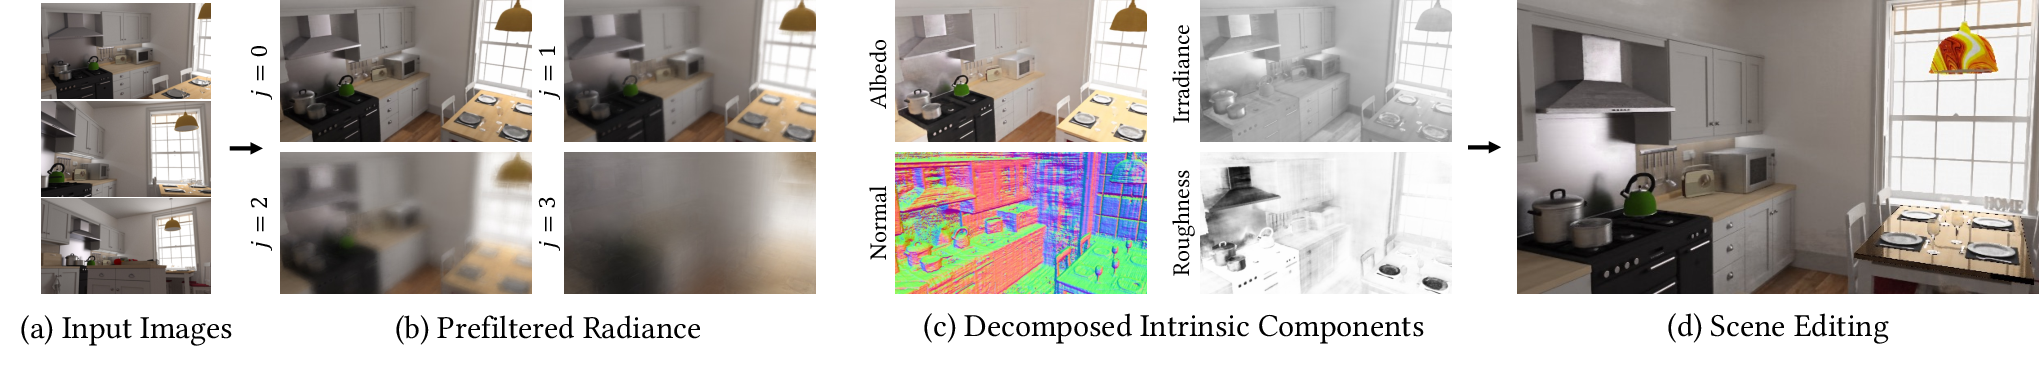 j = 0
j = 1
j = 2
j = 3
Albedo
Irradiance
Normal
Roughness
HOME
(a) Input Images
(b) Prefiltered Radiance
(c) Decomposed Intrinsic Components
(d) Scene Editing